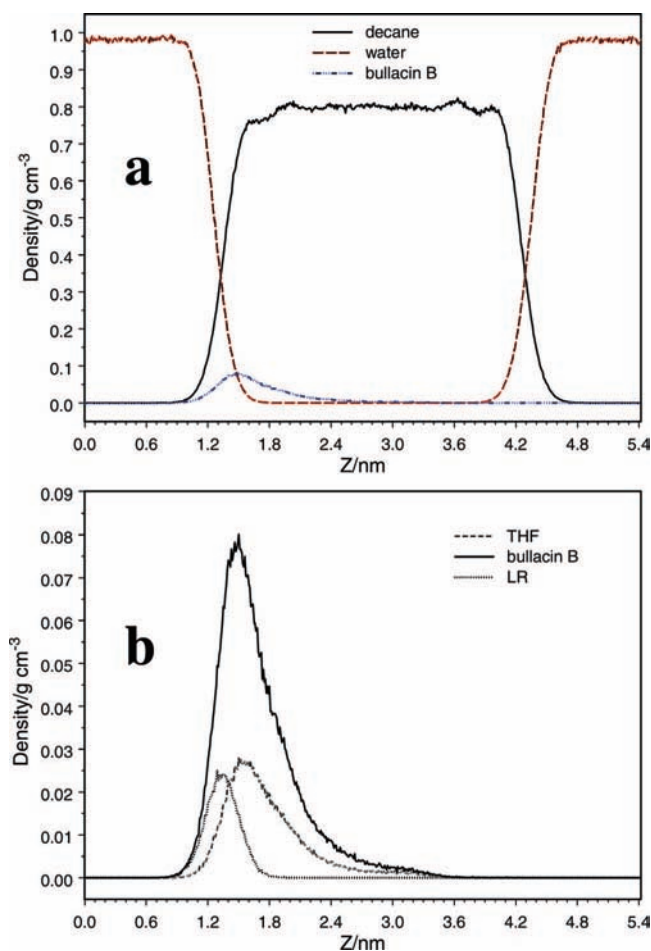 decane
water
bullacin B
a
Density/g cm-3
1.0
0.9
0.8
0.7
0.6
0.5
0.4
0.3
0.2
0.1
0.0
0.0 0.6 1.2 1.8 2.4 3.0 3.6 4.2 4.8 5.4
Z/nm
THF
bullacin B
LR
b
Density/g cm-3
0.09
0.08
0.07
0.06
0.05
0.04
0.03
0.02
0.01
0.00
0.0 0.6 1.2 1.8 2.4 3.0 3.6 4.2 4.8 5.4
Z/nm